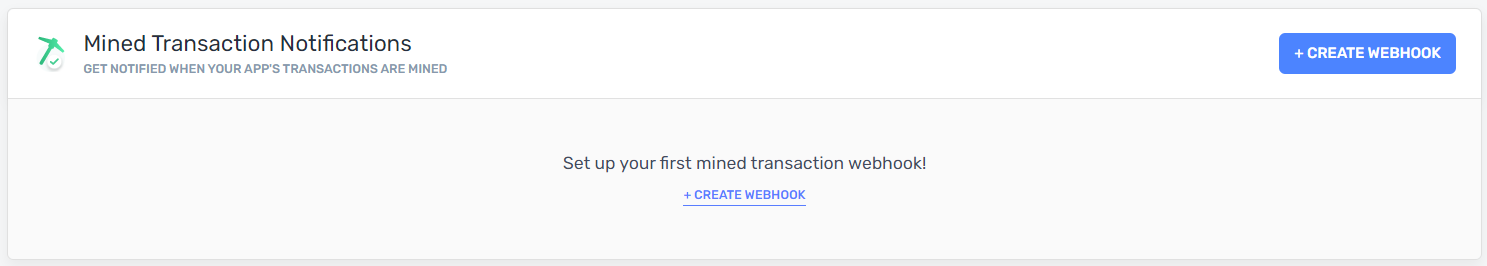 Mined Transaction Notifications
GET NOTIFIED WHEN YOUR APP'S TRANSACTIONS ARE MINED
+ CREATE WEBHOOK
Set up your first mined transaction webhook!
+ CREATE WEBHOOK